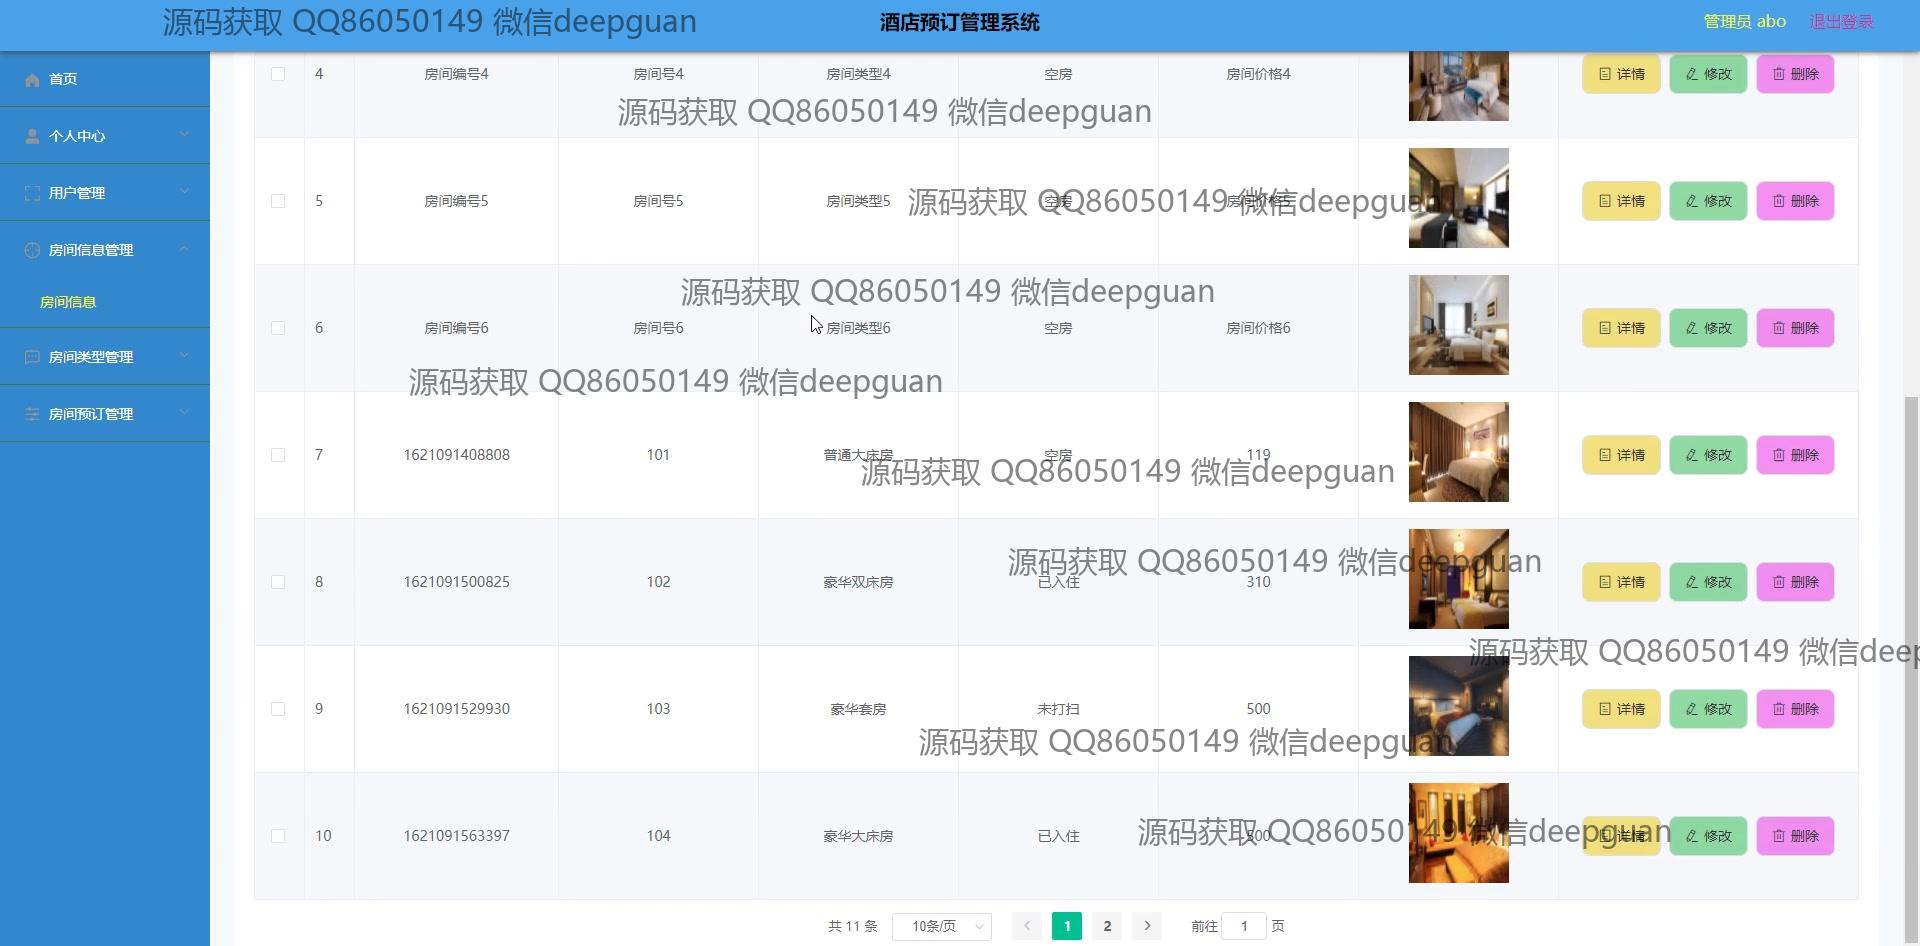 源码获取 QQ86050149 微信deepguan
酒店预订管理系统
管理员 abo 退出登录
首页
个人中心
用户管理
房间信息管理
房间信息
房间类型管理
房间预订管理
4 房间编号4 房间号4 房间类型4 空房 房间价格4 详情 修改 删除
源码获取 QQ86050149 微信deepguan
5 房间编号5 房间号5 房间类型5 空房 房间价格5 详情 修改 删除
源码获取 QQ86050149 微信deepguan
源码获取 QQ86050149 微信deepguan
6 房间编号6 房间号6 房间类型6 空房 房间价格6 详情 修改 删除
源码获取 QQ86050149 微信deepguan
7 1621091408808 101 普通大床房 空房 119 详情 修改 删除
源码获取 QQ86050149 微信deepguan
源码获取 QQ86050149 微信deepguan
8 1621091500825 102 豪华双床房 已入住 310 详情 修改 删除
源码获取 QQ86050149 微信deep
9 1621091529930 103 豪华套房 未打扫 500 详情 修改 删除
源码获取 QQ86050149 微信deepguan
源码获取 QQ86050149 微信deepguan
10 1621091563397 104 豪华大床房 已入住 500 详情 修改 删除
共 11 条 10条/页 1 2 前往 1 页